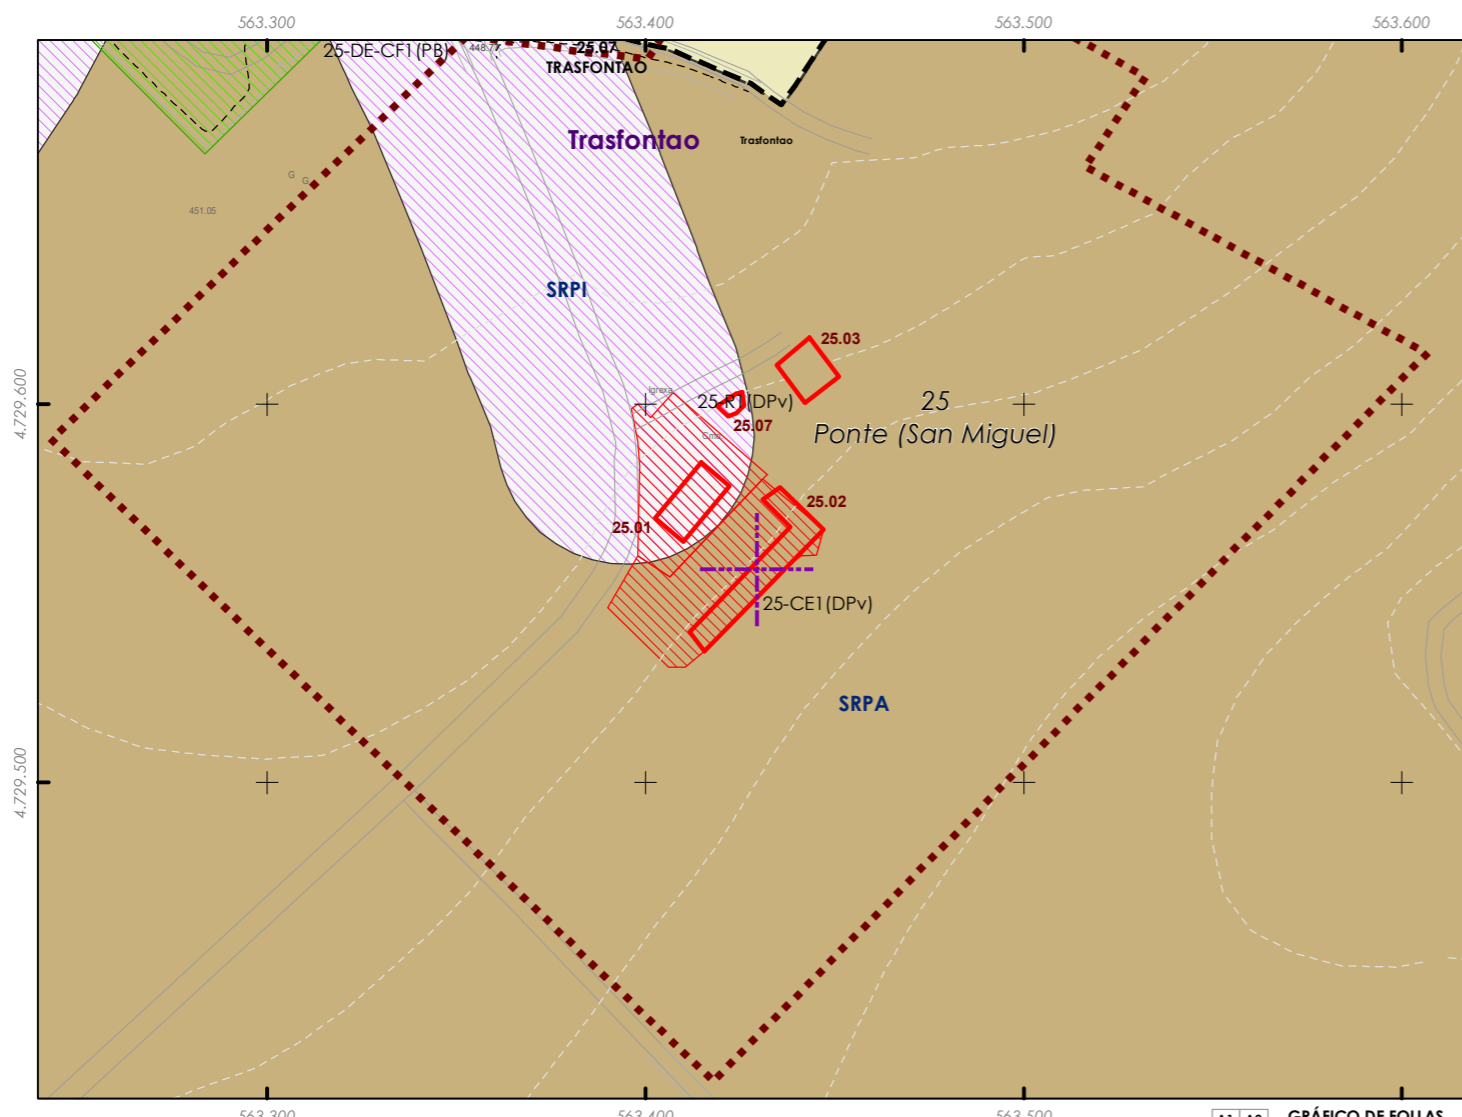 563.300
563.400
563.500
563.600
25-DE-CF1(PB)
448.77
25.07
TRASFONTAO
Trasfontao
Trasfontao
G
G
451.05
SRPI
25.03
4.729.600
Igrexa
25-R1(DPv)
25
Ponte (San Miguel)
25.07
Cmo
25.02
25.01
25-CE1(DPv)
SRPA
4.729.500
563.300
563.400
563.500
GRÁFICO DE FOLLAS